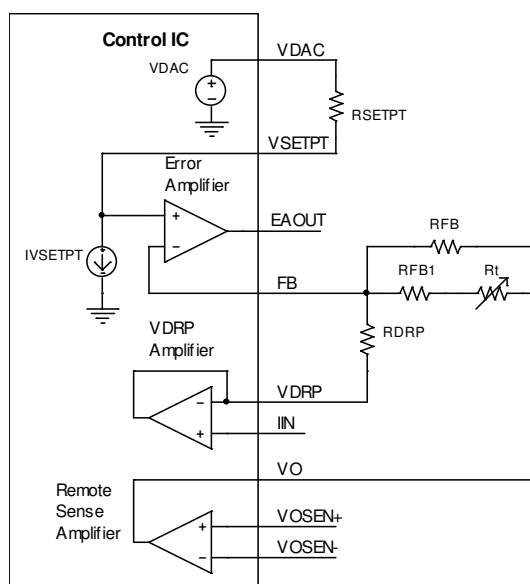 Control IC
VDAC
VDAC
RSETPT
VSETPT
Error
Amplifier
EAOUT
IVSETPT
RFB
FB
RFB1
Rt
RDRP
VDRP
Amplifier
VDRP
IIN
VO
Remote
Sense
Amplifier
VOSEN+
VOSEN-